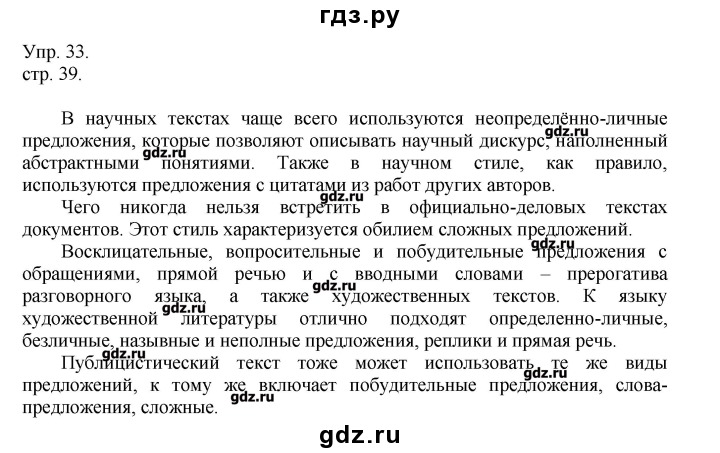 гдз.ру
Упр. 33.
стр. 39.
В научных текстах чаще всего используются неопределённо-личные
предложения, которые позволяют описывать научный дискурс, наполненный
абстрактными понятиями. Также в научном стиле, как правило,
используются предложения с цитатами из работ других авторов.
Чего никогда нельзя встретить в официально-деловых текстах
документов. Этот стиль характеризуется обилием сложных предложений.
Восклицательные, вопросительные и побудительные предложения с
обращениями, прямой речью и с вводными словами – прерогатива
разговорного языка, а также художественных текстов. К языку
художественной литературы отлично подходят определенно-личные,
безличные, назывные и неполные предложения, реплики и прямая речь.
Публицистический текст тоже может использовать те же виды
предложений, к тому же включает побудительные предложения, слова-
предложения, сложные.
gdz.ru
gdz.ru
gdz.ru
gdz.ru
gdz.ru
gdz.ru
gdz.ru
gdz.ru
gdz.ru